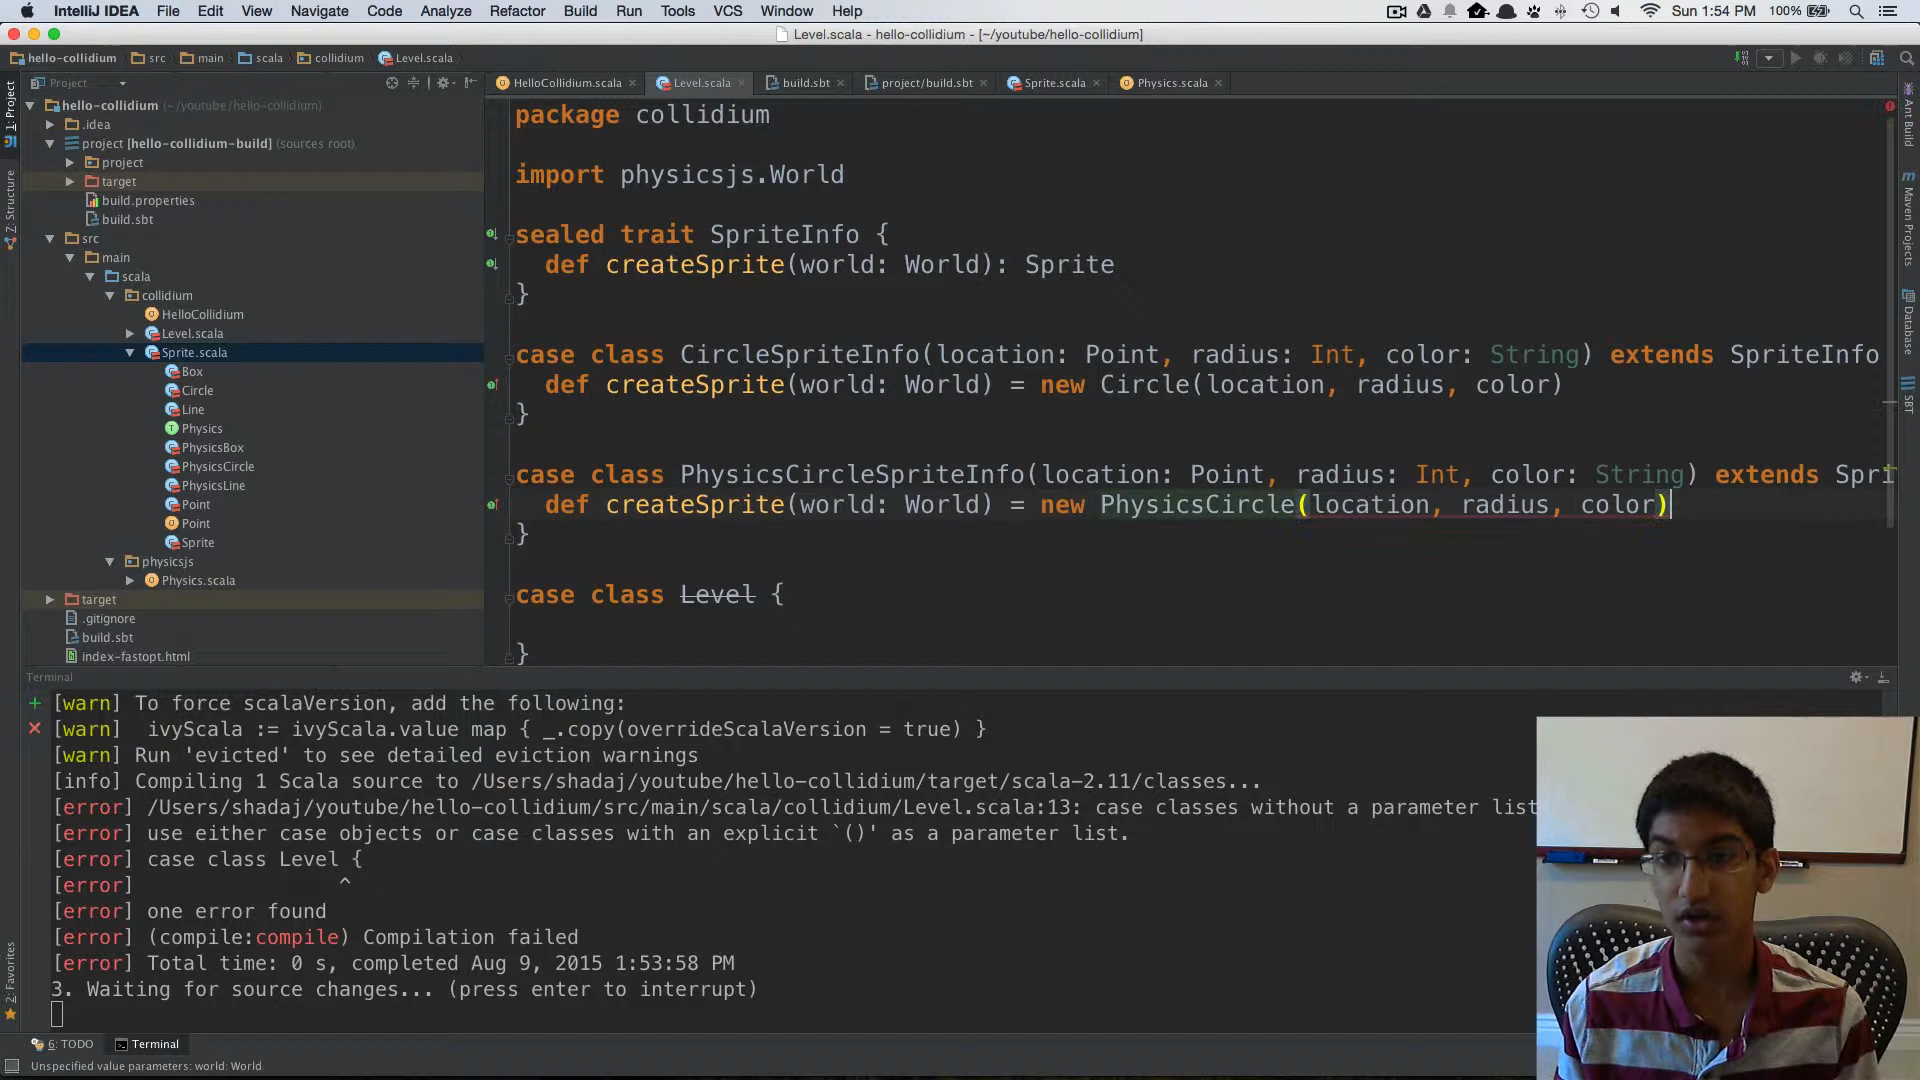 IntelliJ IDEA File Edit View Navigate Code Analyze Refactor Build Run Tools VCS Window Help
Sun 1:54 PM 100%
Level.scala - hello-collidium - [~/youtube/hello-collidium]
hello-collidium src main scala collidium Level.scala
Project
HelloCollidium.scala Level.scala build.sbt project/build.sbt Sprite.scala Physics.scala
hello-collidium (~/youtube/hello-collidium)
.idea
project [hello-collidium-build] (sources root)
project
target
build.properties
build.sbt
src
main
scala
collidium
HelloCollidium
Level.scala
Sprite.scala
Box
Circle
Line
Physics
PhysicsBox
PhysicsCircle
PhysicsLine
Point
Point
Sprite
physicsjs
Physics.scala
target
.gitignore
build.sbt
index-fastopt.html
1: Project
7: Structure
2: Favorites
package collidium
import physicsjs.World
sealed trait SpriteInfo {
def createSprite(world: World): Sprite
}
case class CircleSpriteInfo(location: Point, radius: Int, color: String) extends SpriteInfo
def createSprite(world: World) = new Circle(location, radius, color)
}
case class PhysicsCircleSpriteInfo(location: Point, radius: Int, color: String) extends Spri
def createSprite(world: World) = new PhysicsCircle(location, radius, color)
}
case class Level {
}
Ant Build
Maven Projects
Database
SBT
Terminal
[warn] To force scalaVersion, add the following:
[warn] ivyScala := ivyScala.value map { _.copy(overrideScalaVersion = true) }
[warn] Run 'evicted' to see detailed eviction warnings
[info] Compiling 1 Scala source to /Users/shadaj/youtube/hello-collidium/target/scala-2.11/classes...
[error] /Users/shadaj/youtube/hello-collidium/src/main/scala/collidium/Level.scala:13: case classes without a parameter list
[error] use either case objects or case classes with an explicit `()' as a parameter list.
[error] case class Level {
[error] ^
[error] one error found
[error] (compile:compile) Compilation failed
[error] Total time: 0 s, completed Aug 9, 2015 1:53:58 PM
3. Waiting for source changes... (press enter to interrupt)
6: TODO Terminal
Unspecified value parameters: world: World